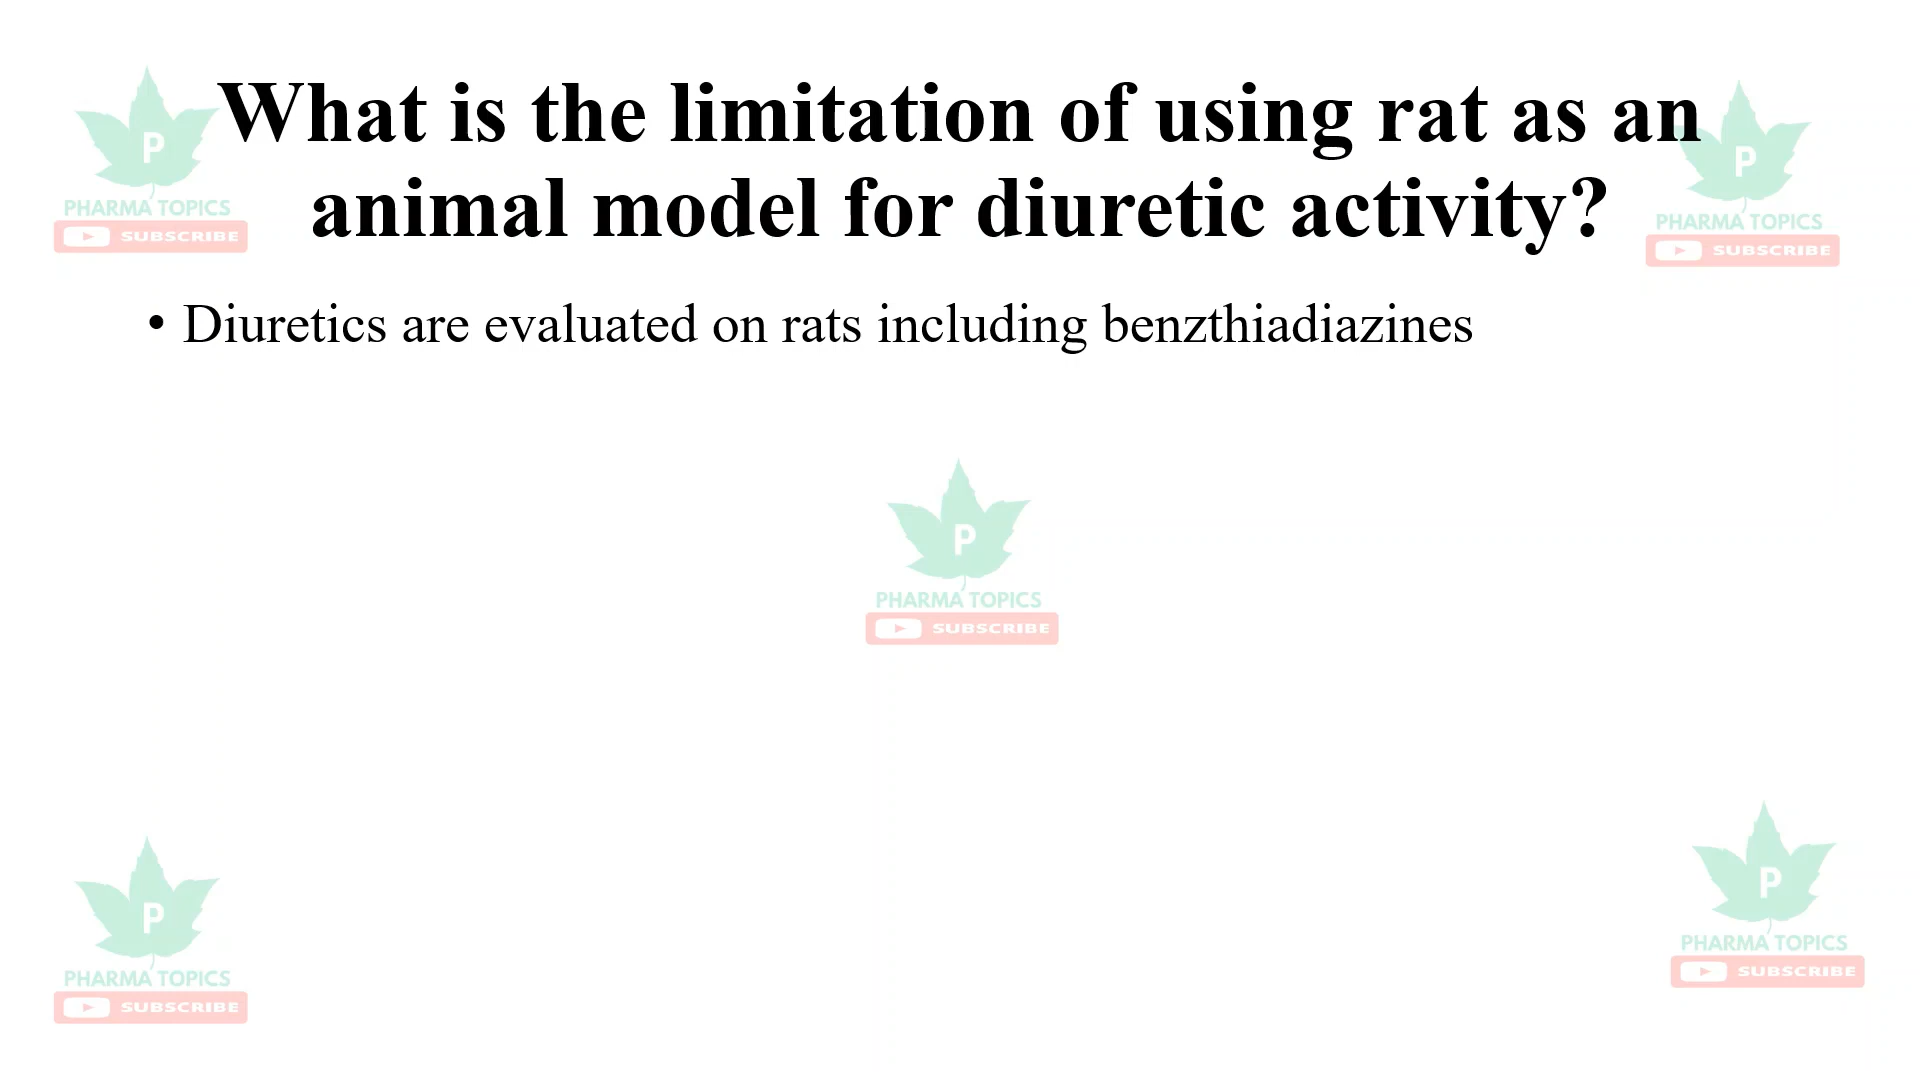 What is the limitation of using rat as an
animal model for diuretic activity?
• Diuretics are evaluated on rats including benzthiadiazines
P
PHARMA TOPICS
SUBSCRIBE
P
PHARMA TOPICS
SUBSCRIBE
P
PHARMA TOPICS
SUBSCRIBE
P
PHARMA TOPICS
SUBSCRIBE
P
PHARMA TOPICS
SUBSCRIBE